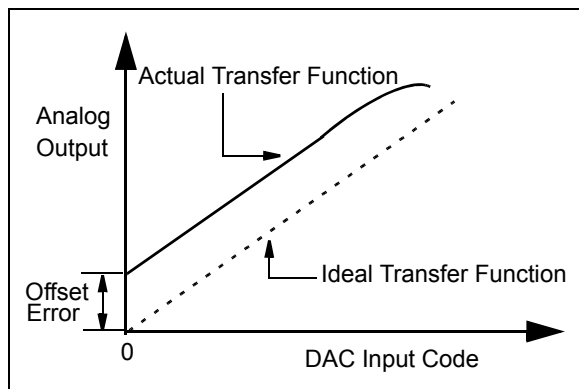 Actual Transfer Function
Analog
Output
Ideal Transfer Function
Offset
Error
0
DAC Input Code